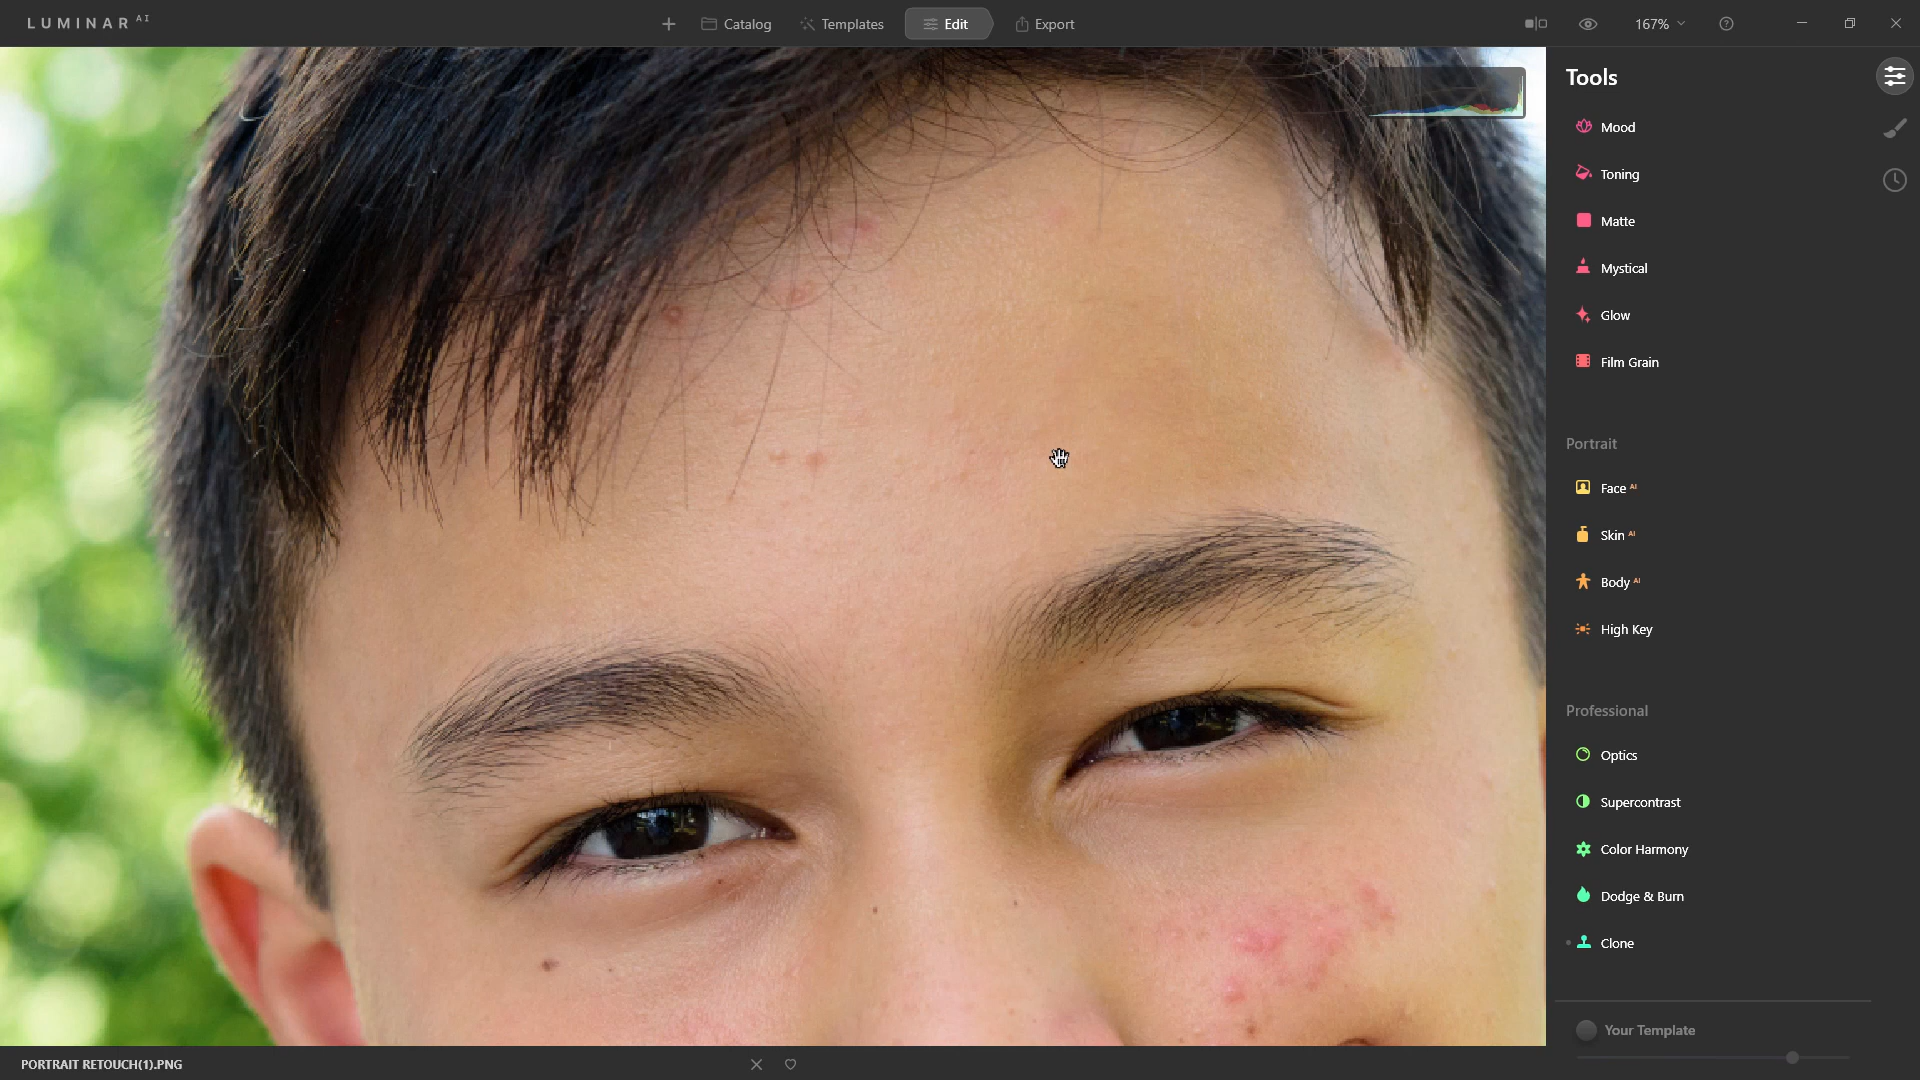 LUMINAR AI
Catalog
Templates
Edit
Export
167%
Tools
Mood
Toning
Matte
Mystical
Glow
Film Grain
Portrait
Face AI
Skin AI
Body AI
High Key
Professional
Optics
Supercontrast
Color Harmony
Dodge & Burn
Clone
Your Template
PORTRAIT RETOUCH(1).PNG